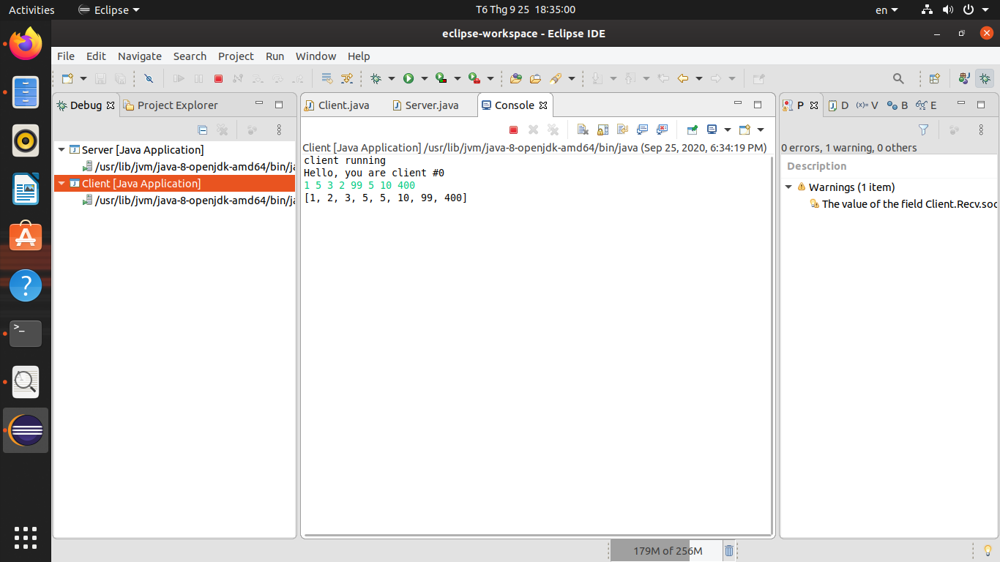 Activities
Eclipse
T6 Thg 9 25 18:35:00
en
eclipse-workspace - Eclipse IDE
File Edit Navigate Search Project Run Window Help
Debug
Project Explorer
Server [Java Application]
/usr/lib/jvm/java-8-openjdk-amd64/bin/ja
Client [Java Application]
/usr/lib/jvm/java-8-openjdk-amd64/bin/ja
Client.java
Server.java
Console
Client [Java Application] /usr/lib/jvm/java-8-openjdk-amd64/bin/java (Sep 25, 2020, 6:34:19 PM)
client running
Hello, you are client #0
1 5 3 2 99 5 10 400
[1, 2, 3, 5, 5, 10, 99, 400]
P D (x)= V B E
0 errors, 1 warning, 0 others
Description
Warnings (1 item)
The value of the field Client.Recv.soc
179M of 256M